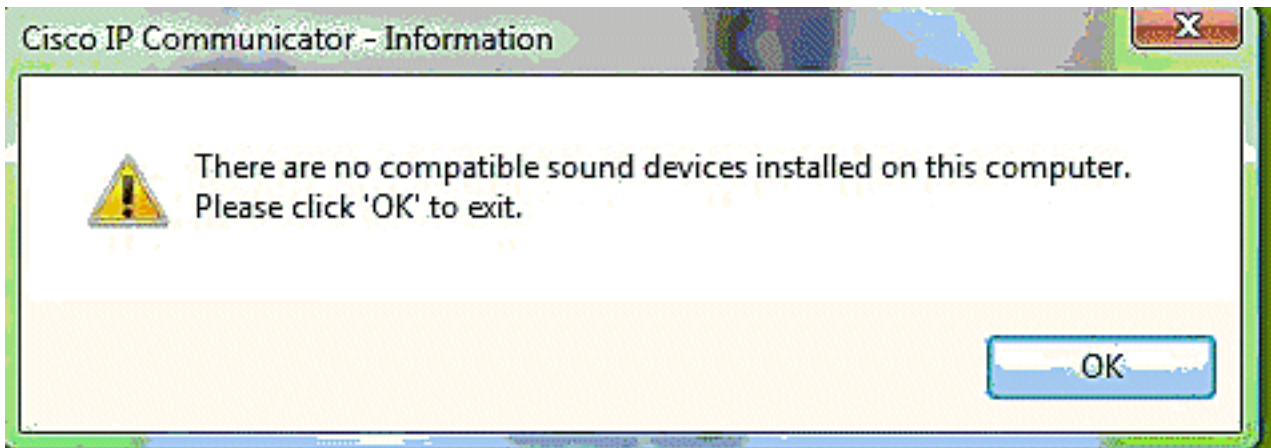 Cisco IP Communicator - Information
X
There are no compatible sound devices installed on this computer.
Please click 'OK' to exit.
OK